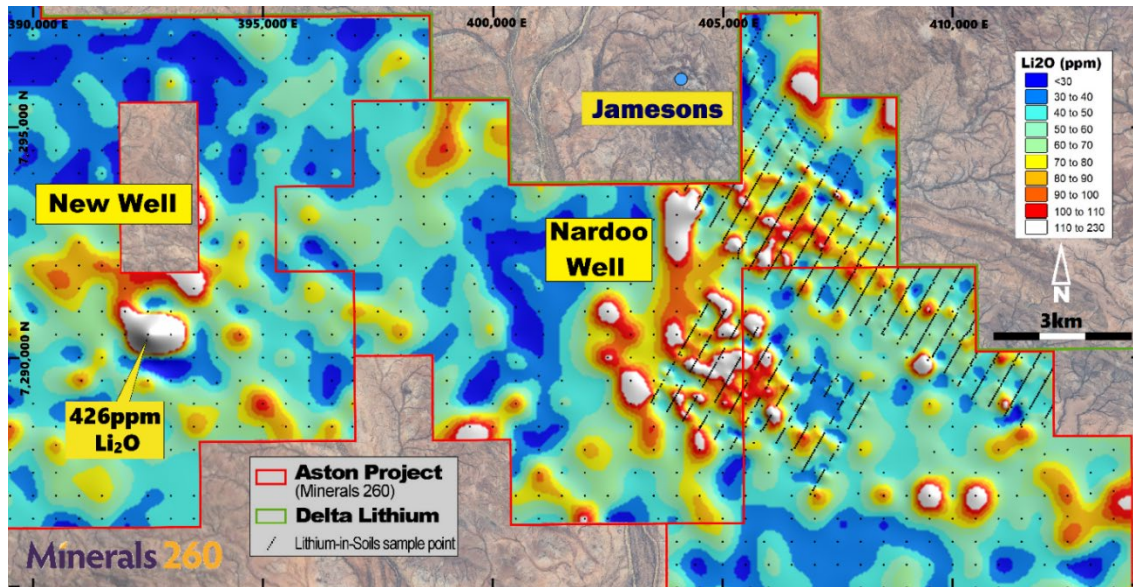 390,000 E
395,000 E
400,000 E
405,000 E
410,000 E
7,295,000 N
7,290,000 N
Jamesons
New Well
Nardoo
Well
426ppm
Li₂O
Li2O (ppm)
<30
30 to 40
40 to 50
50 to 60
60 to 70
70 to 80
80 to 90
90 to 100
100 to 110
110 to 230
N
3km
Aston Project
(Minerals 260)
Delta Lithium
Lithium-in-Soils sample point
Minerals 260